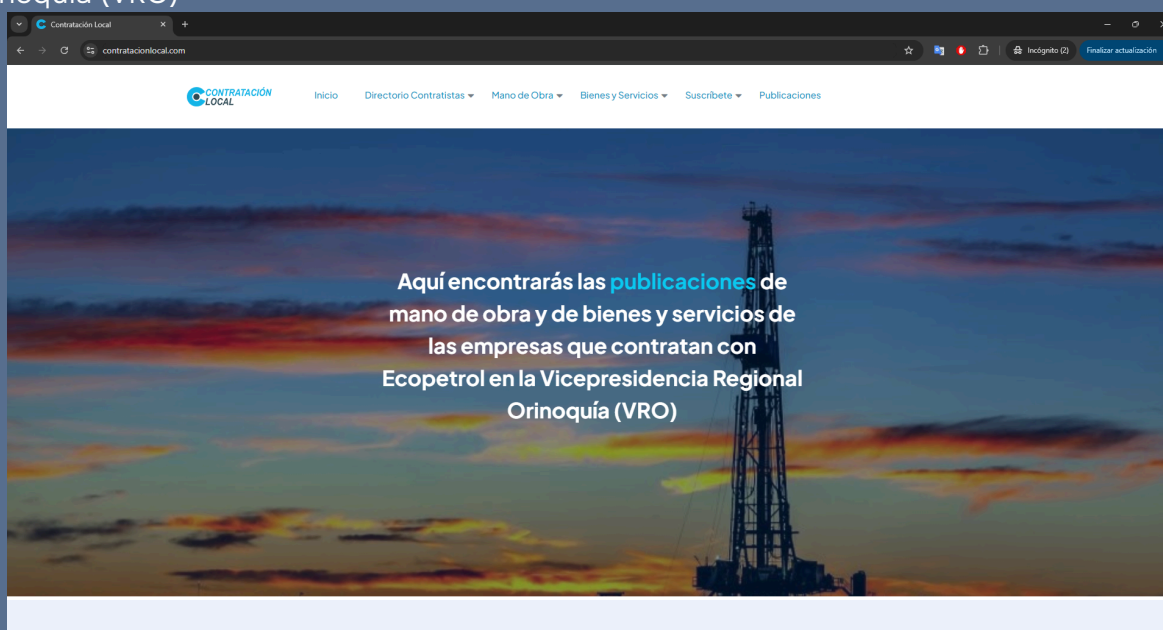 noquía (VRO)
Contratación Local
contratacionlocal.com
Incógnito (2)
Finalizar actualización
CONTRATACIÓN
LOCAL
Inicio
Directorio Contratistas
Mano de Obra
Bienes y Servicios
Suscríbete
Publicaciones
Aquí encontrarás las publicaciones de
mano de obra y de bienes y servicios de
las empresas que contratan con
Ecopetrol en la Vicepresidencia Regional
Orinoquía (VRO)